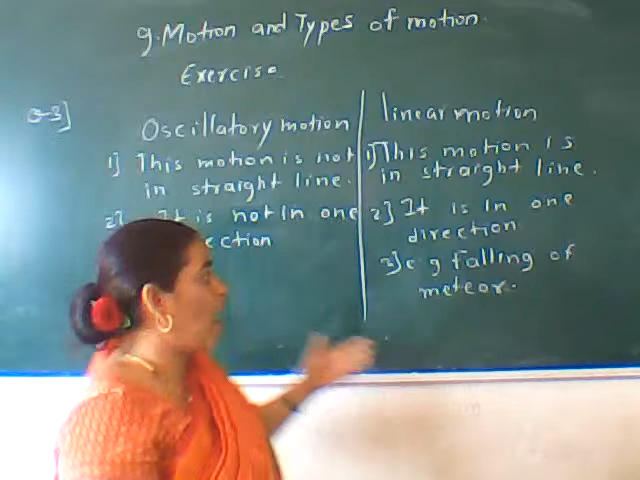 9. Motion and Types of motion.
Exercise
Q-3]
Oscillatory motion
1] This motion is not
in straight line.
2] It is not in one
ection
linear motion
1] This motion is
in straight line.
2] It is in one
direction
3] e g falling of
meteor.